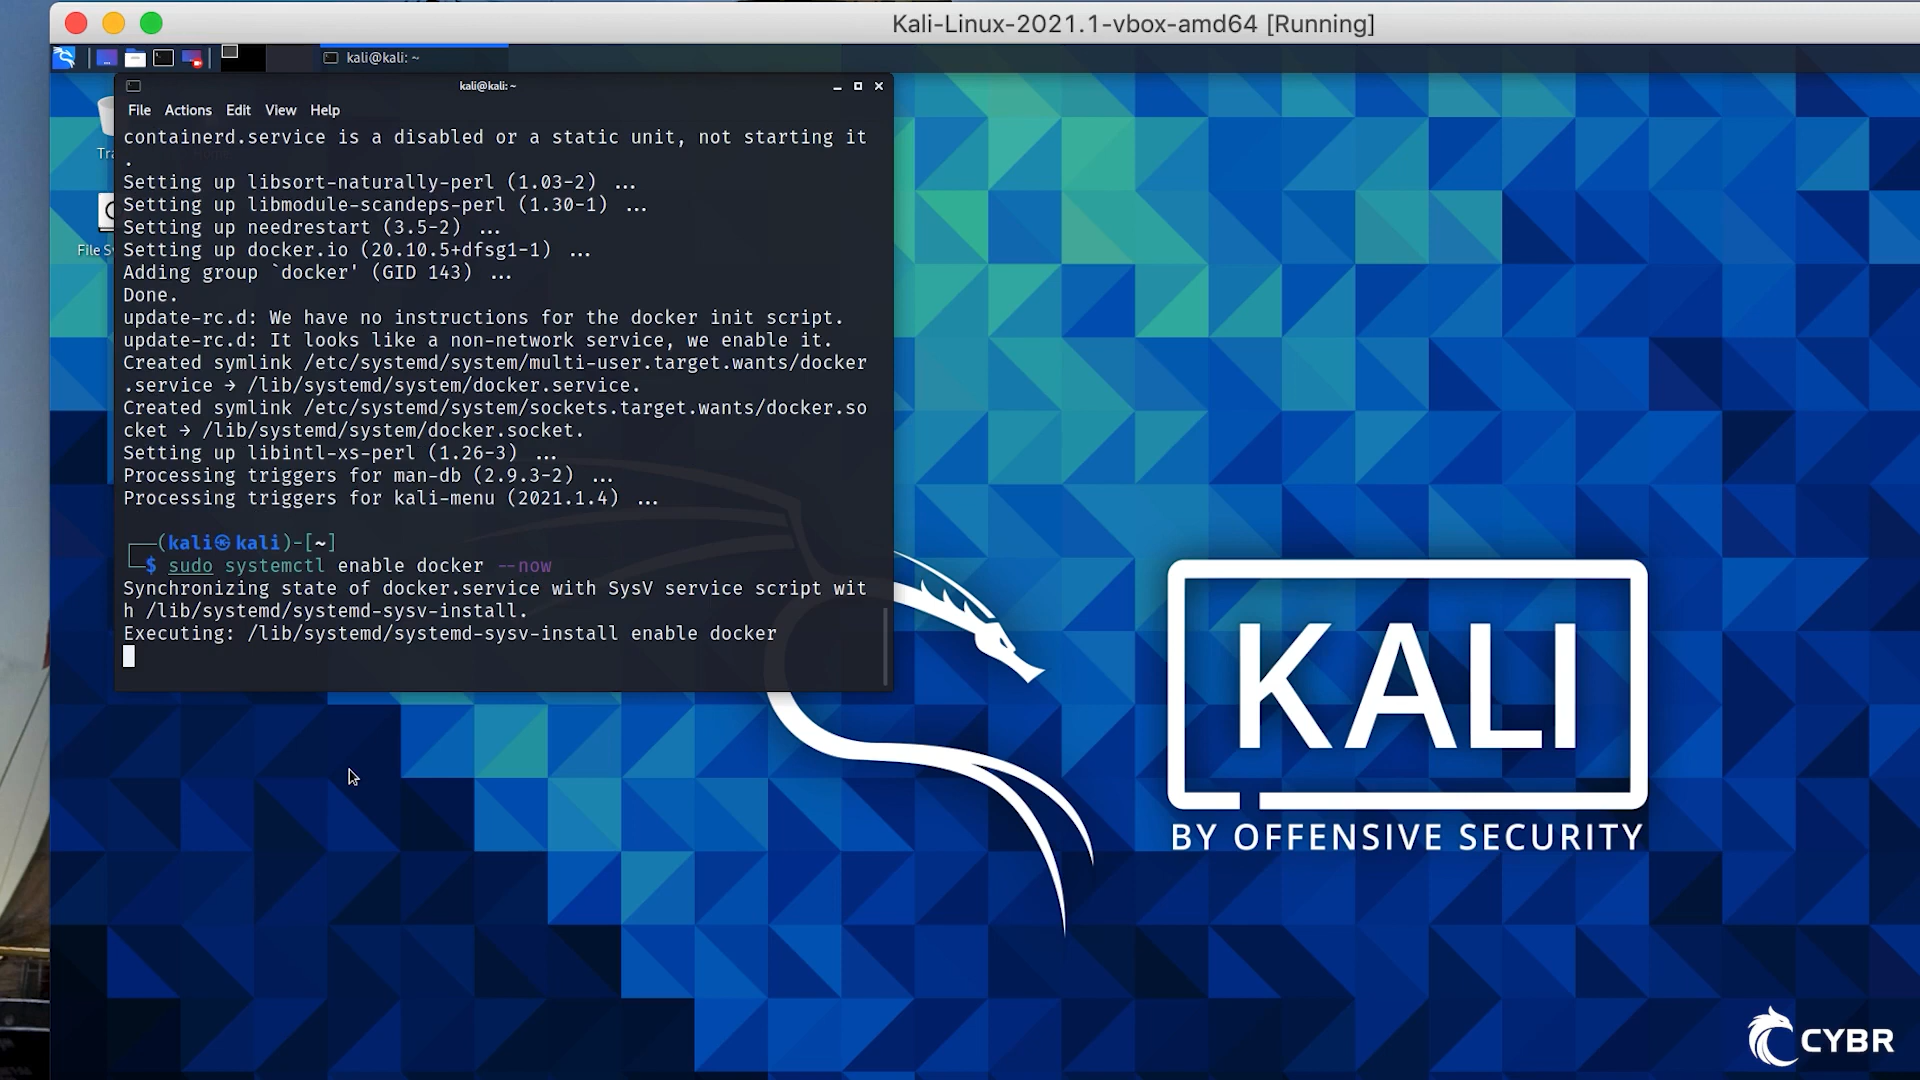 Kali-Linux-2021.1-vbox-amd64 [Running]
kali@kali: ~
kali@kali: ~
File Actions Edit View Help
containerd.service is a disabled or a static unit, not starting it
.
Setting up libsort-naturally-perl (1.03-2) ...
Setting up libmodule-scandeps-perl (1.30-1) ...
Setting up needrestart (3.5-2) ...
Setting up docker.io (20.10.5+dfsg1-1) ...
Adding group `docker' (GID 143) ...
Done.
update-rc.d: We have no instructions for the docker init script.
update-rc.d: It looks like a non-network service, we enable it.
Created symlink /etc/systemd/system/multi-user.target.wants/docker
.service → /lib/systemd/system/docker.service.
Created symlink /etc/systemd/system/sockets.target.wants/docker.so
cket → /lib/systemd/system/docker.socket.
Setting up libintl-xs-perl (1.26-3) ...
Processing triggers for man-db (2.9.3-2) ...
Processing triggers for kali-menu (2021.1.4) ...
┌──(kali㉿kali)-[~]
└─$ sudo systemctl enable docker --now
Synchronizing state of docker.service with SysV service script wit
h /lib/systemd/systemd-sysv-install.
Executing: /lib/systemd/systemd-sysv-install enable docker
Tra
File Sy
KALI
BY OFFENSIVE SECURITY
CYBR